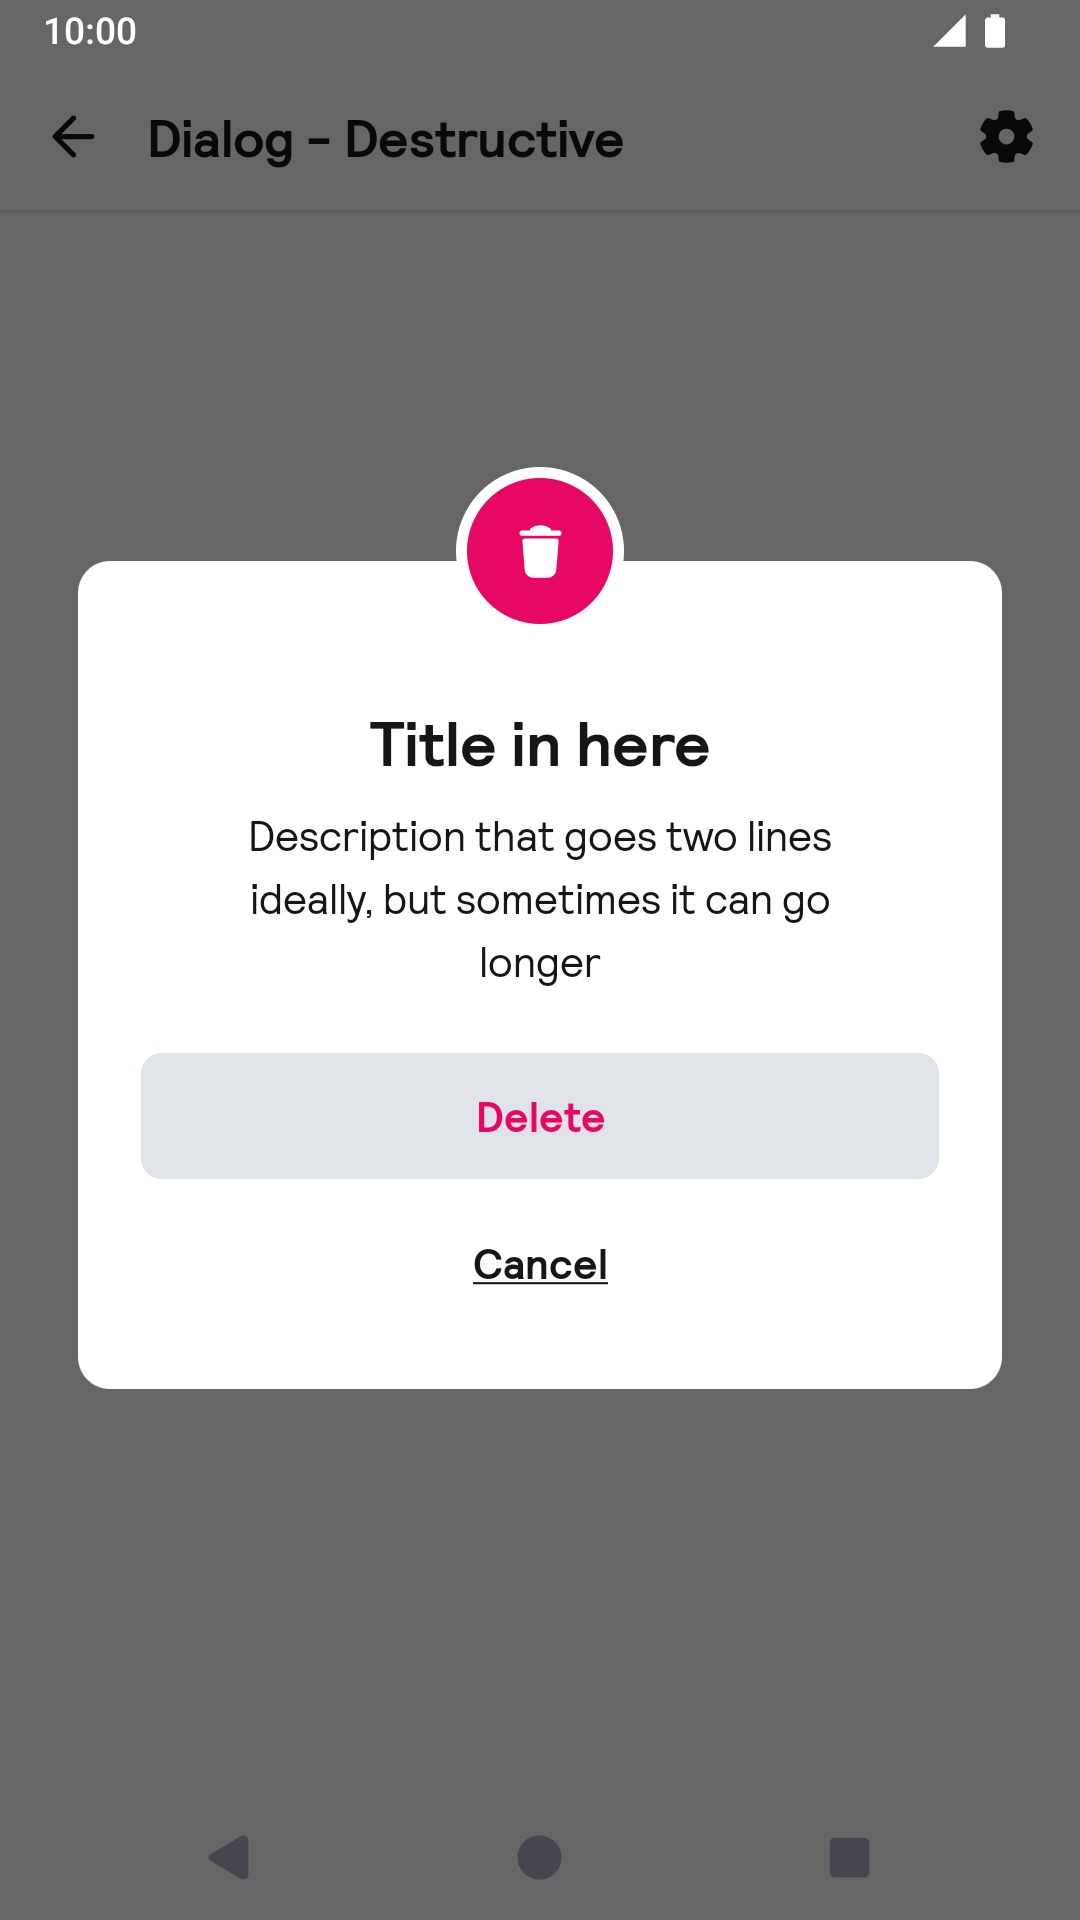 10:00
Dialog - Destructive
Title in here
Description that goes two lines
ideally, but sometimes it can go
longer
Delete
Cancel